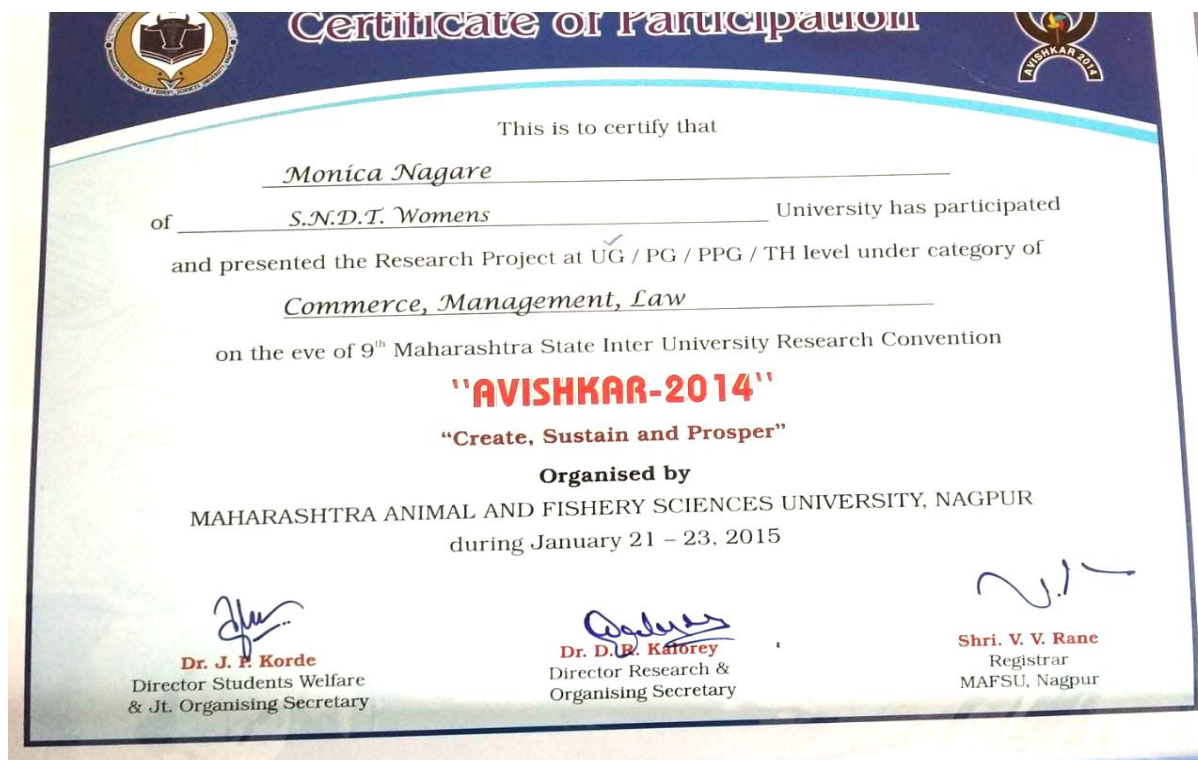 Certificate of Participation
AVISHKAR 2014
This is to certify that
Monica Nagare
of S.N.D.T. Womens University has participated
and presented the Research Project at UG / PG / PPG / TH level under category of
Commerce, Management, Law
on the eve of 9th Maharashtra State Inter University Research Convention
"AVISHKAR-2014"
“Create, Sustain and Prosper”
Organised by
MAHARASHTRA ANIMAL AND FISHERY SCIENCES UNIVERSITY, NAGPUR
during January 21 – 23, 2015
Dr. J. P. Korde
Director Students Welfare
& Jt. Organising Secretary
Dr. D. R. Kalorey
Director Research &
Organising Secretary
Shri. V. V. Rane
Registrar
MAFSU, Nagpur